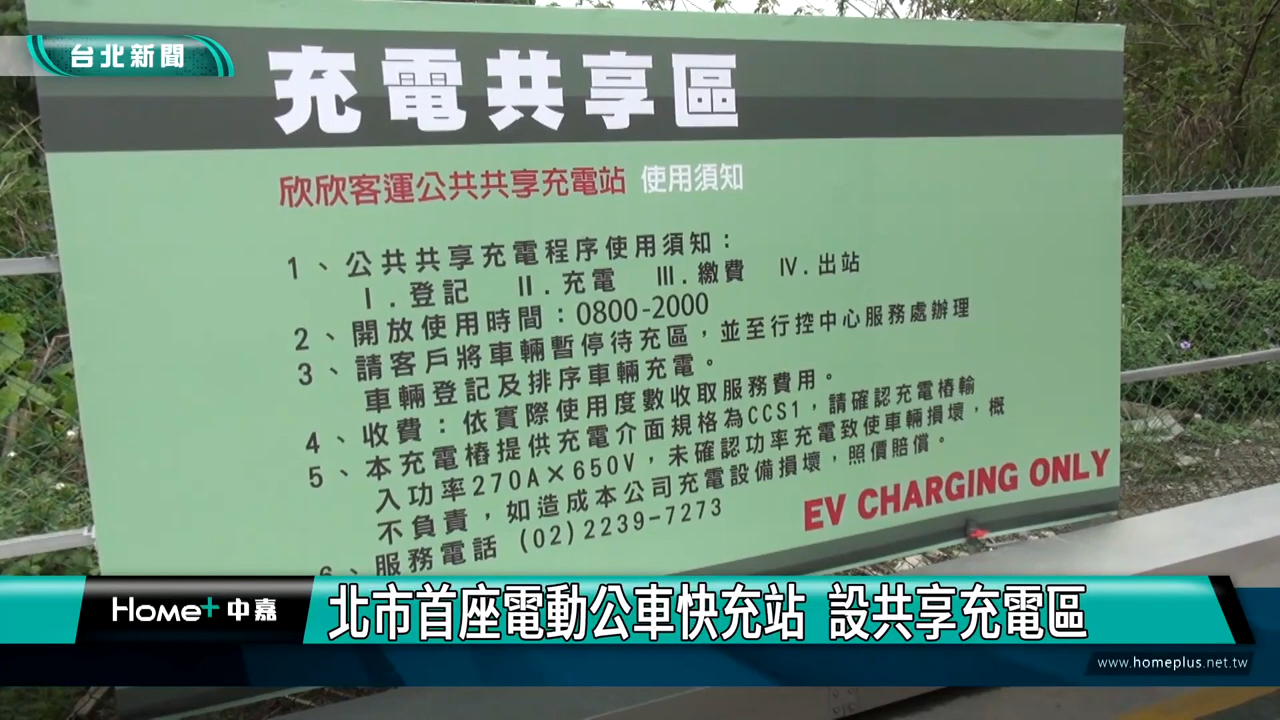 台北新聞
充電共享區
欣欣客運公共共享充電站 使用須知
1、公共共享充電程序使用須知：
I.登記 II.充電 III.繳費 IV.出站
2、開放使用時間：0800-2000
3、請客戶將車輛暫停待充區，並至行控中心服務處辦理
車輛登記及排序車輛充電。
4、收費：依實際使用度數收取服務費用。
5、本充電樁提供充電介面規格為CCS1，請確認充電樁輸
入功率270A×650V，未確認功率充電致使車輛損壞，概
不負責，如造成本公司充電設備損壞，照價賠償。
6、服務電話 (02)2239-7273
EV CHARGING ONLY
Home+中嘉
北市首座電動公車快充站 設共享充電區
www.homeplus.net.tw